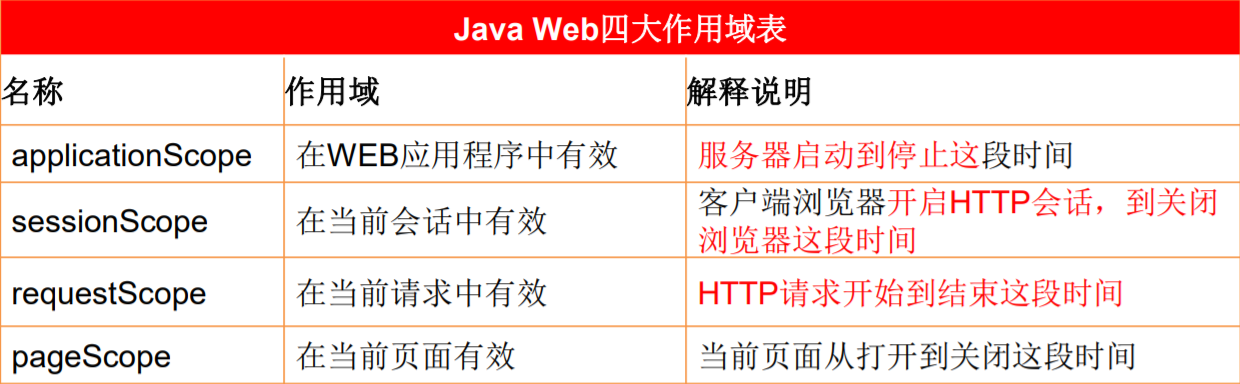 Java Web四大作用域表
名称 作用域 解释说明
applicationScope 在WEB应用程序中有效 服务器启动到停止这段时间
sessionScope 在当前会话中有效 客户端浏览器开启HTTP会话，到关闭
浏览器这段时间
requestScope 在当前请求中有效 HTTP请求开始到结束这段时间
pageScope 在当前页面有效 当前页面从打开到关闭这段时间